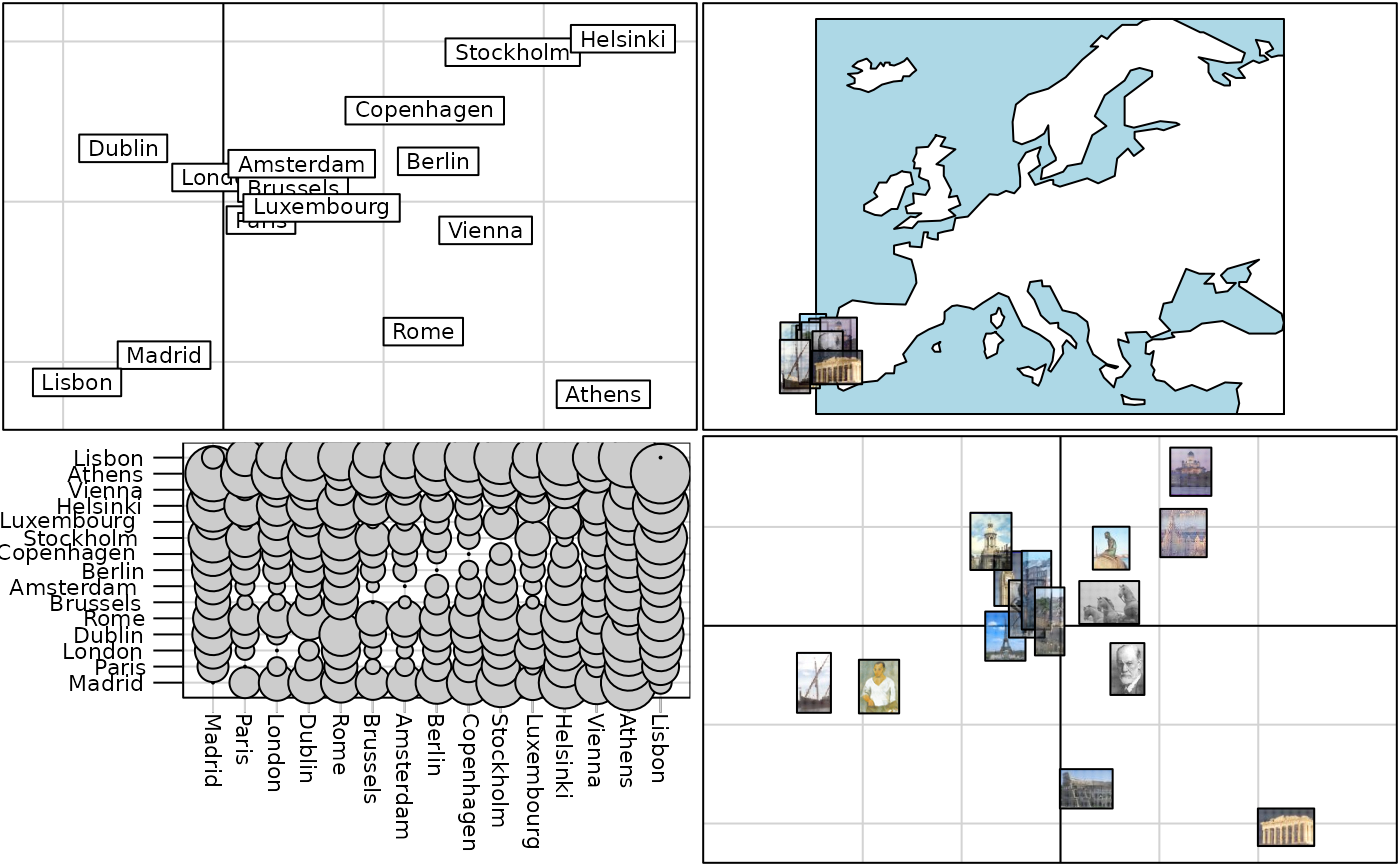 Helsinki
Stockholm
Copenhagen
Dublin
Amsterdam
Berlin
Brussels
Luxembourg
Vienna
Rome
Madrid
Lisbon
Athens
Lisbon
Athens
Vienna
Helsinki
Luxembourg
Stockholm
Copenhagen
Berlin
Amsterdam
Brussels
Rome
Dublin
London
Paris
Madrid
Madrid
Paris
London
Dublin
Rome
Brussels
Amsterdam
Berlin
Copenhagen
Stockholm
Luxembourg
Helsinki
Vienna
Athens
Lisbon